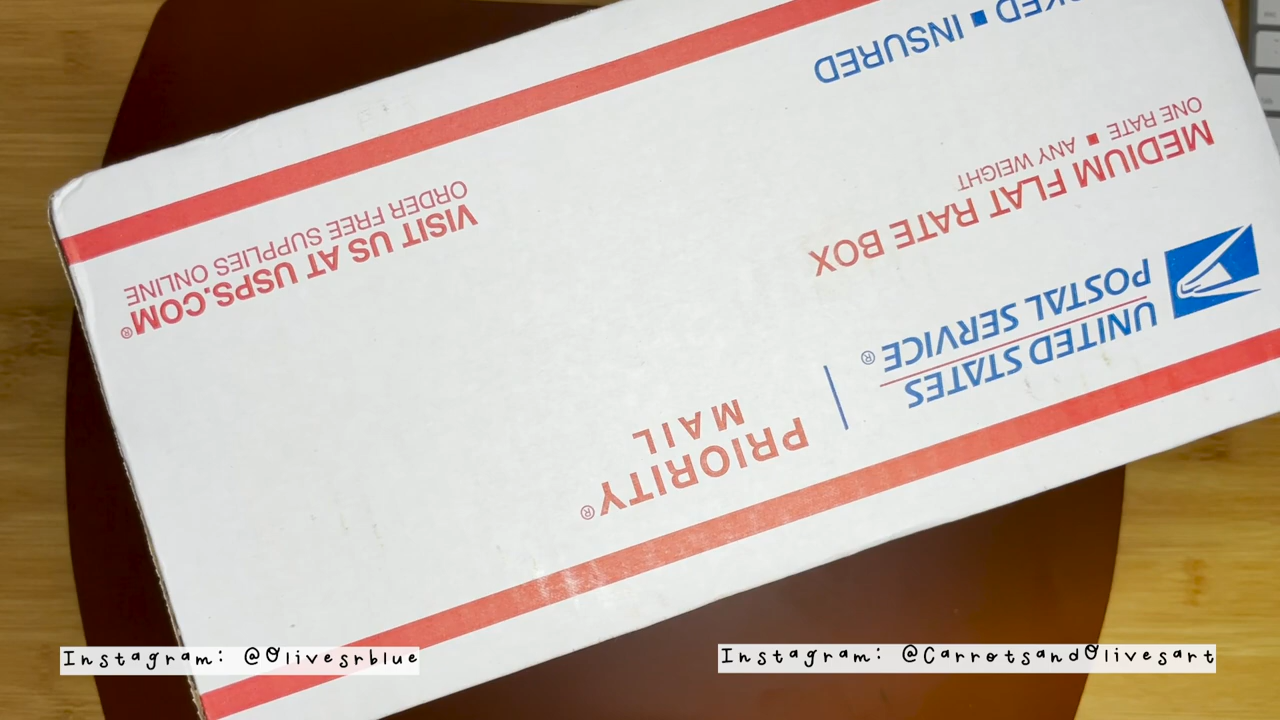 UNITED STATES
POSTAL SERVICE®
PRIORITY®
MAIL
MEDIUM FLAT RATE BOX
ONE RATE ■ ANY WEIGHT
■ INSURED
VISIT US AT USPS.COM®
ORDER FREE SUPPLIES ONLINE
Instagram: @Olivesrblue
Instagram: @CarrotsandOlivesart